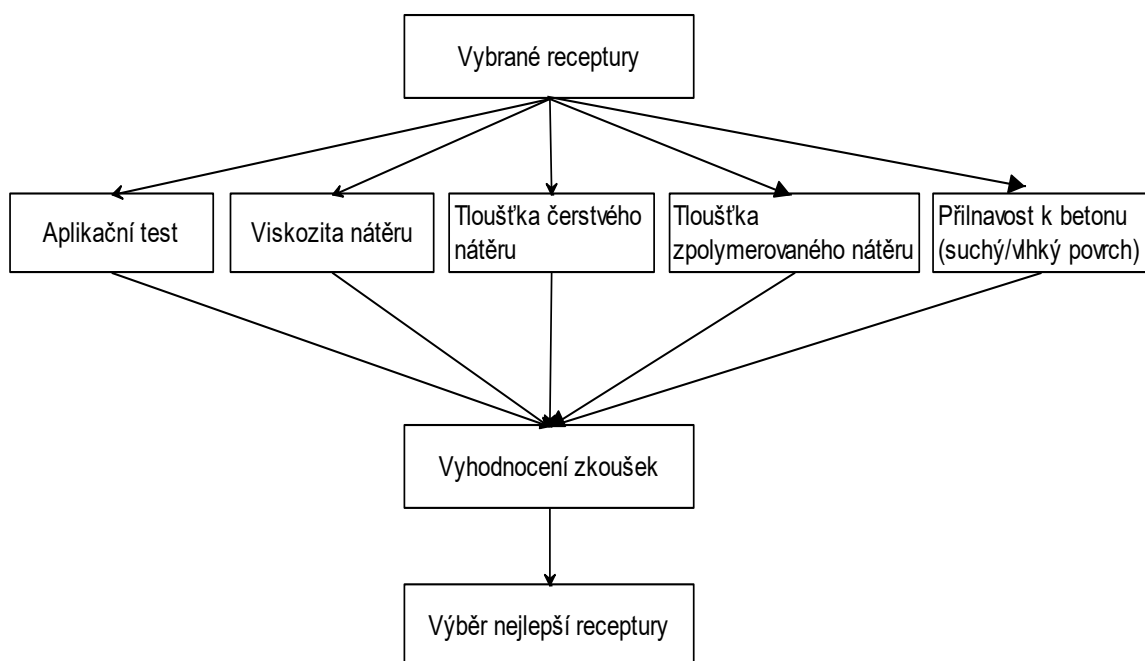 Vybrané receptury
Aplikační test
Viskozita nátěru
Tloušťka čerstvého
nátěru
Tloušťka
zpolymerovaného nátěru
Přilnavost k betonu
(suchý/vlhký povrch)
Vyhodnocení zkoušek
Výběr nejlepší receptury